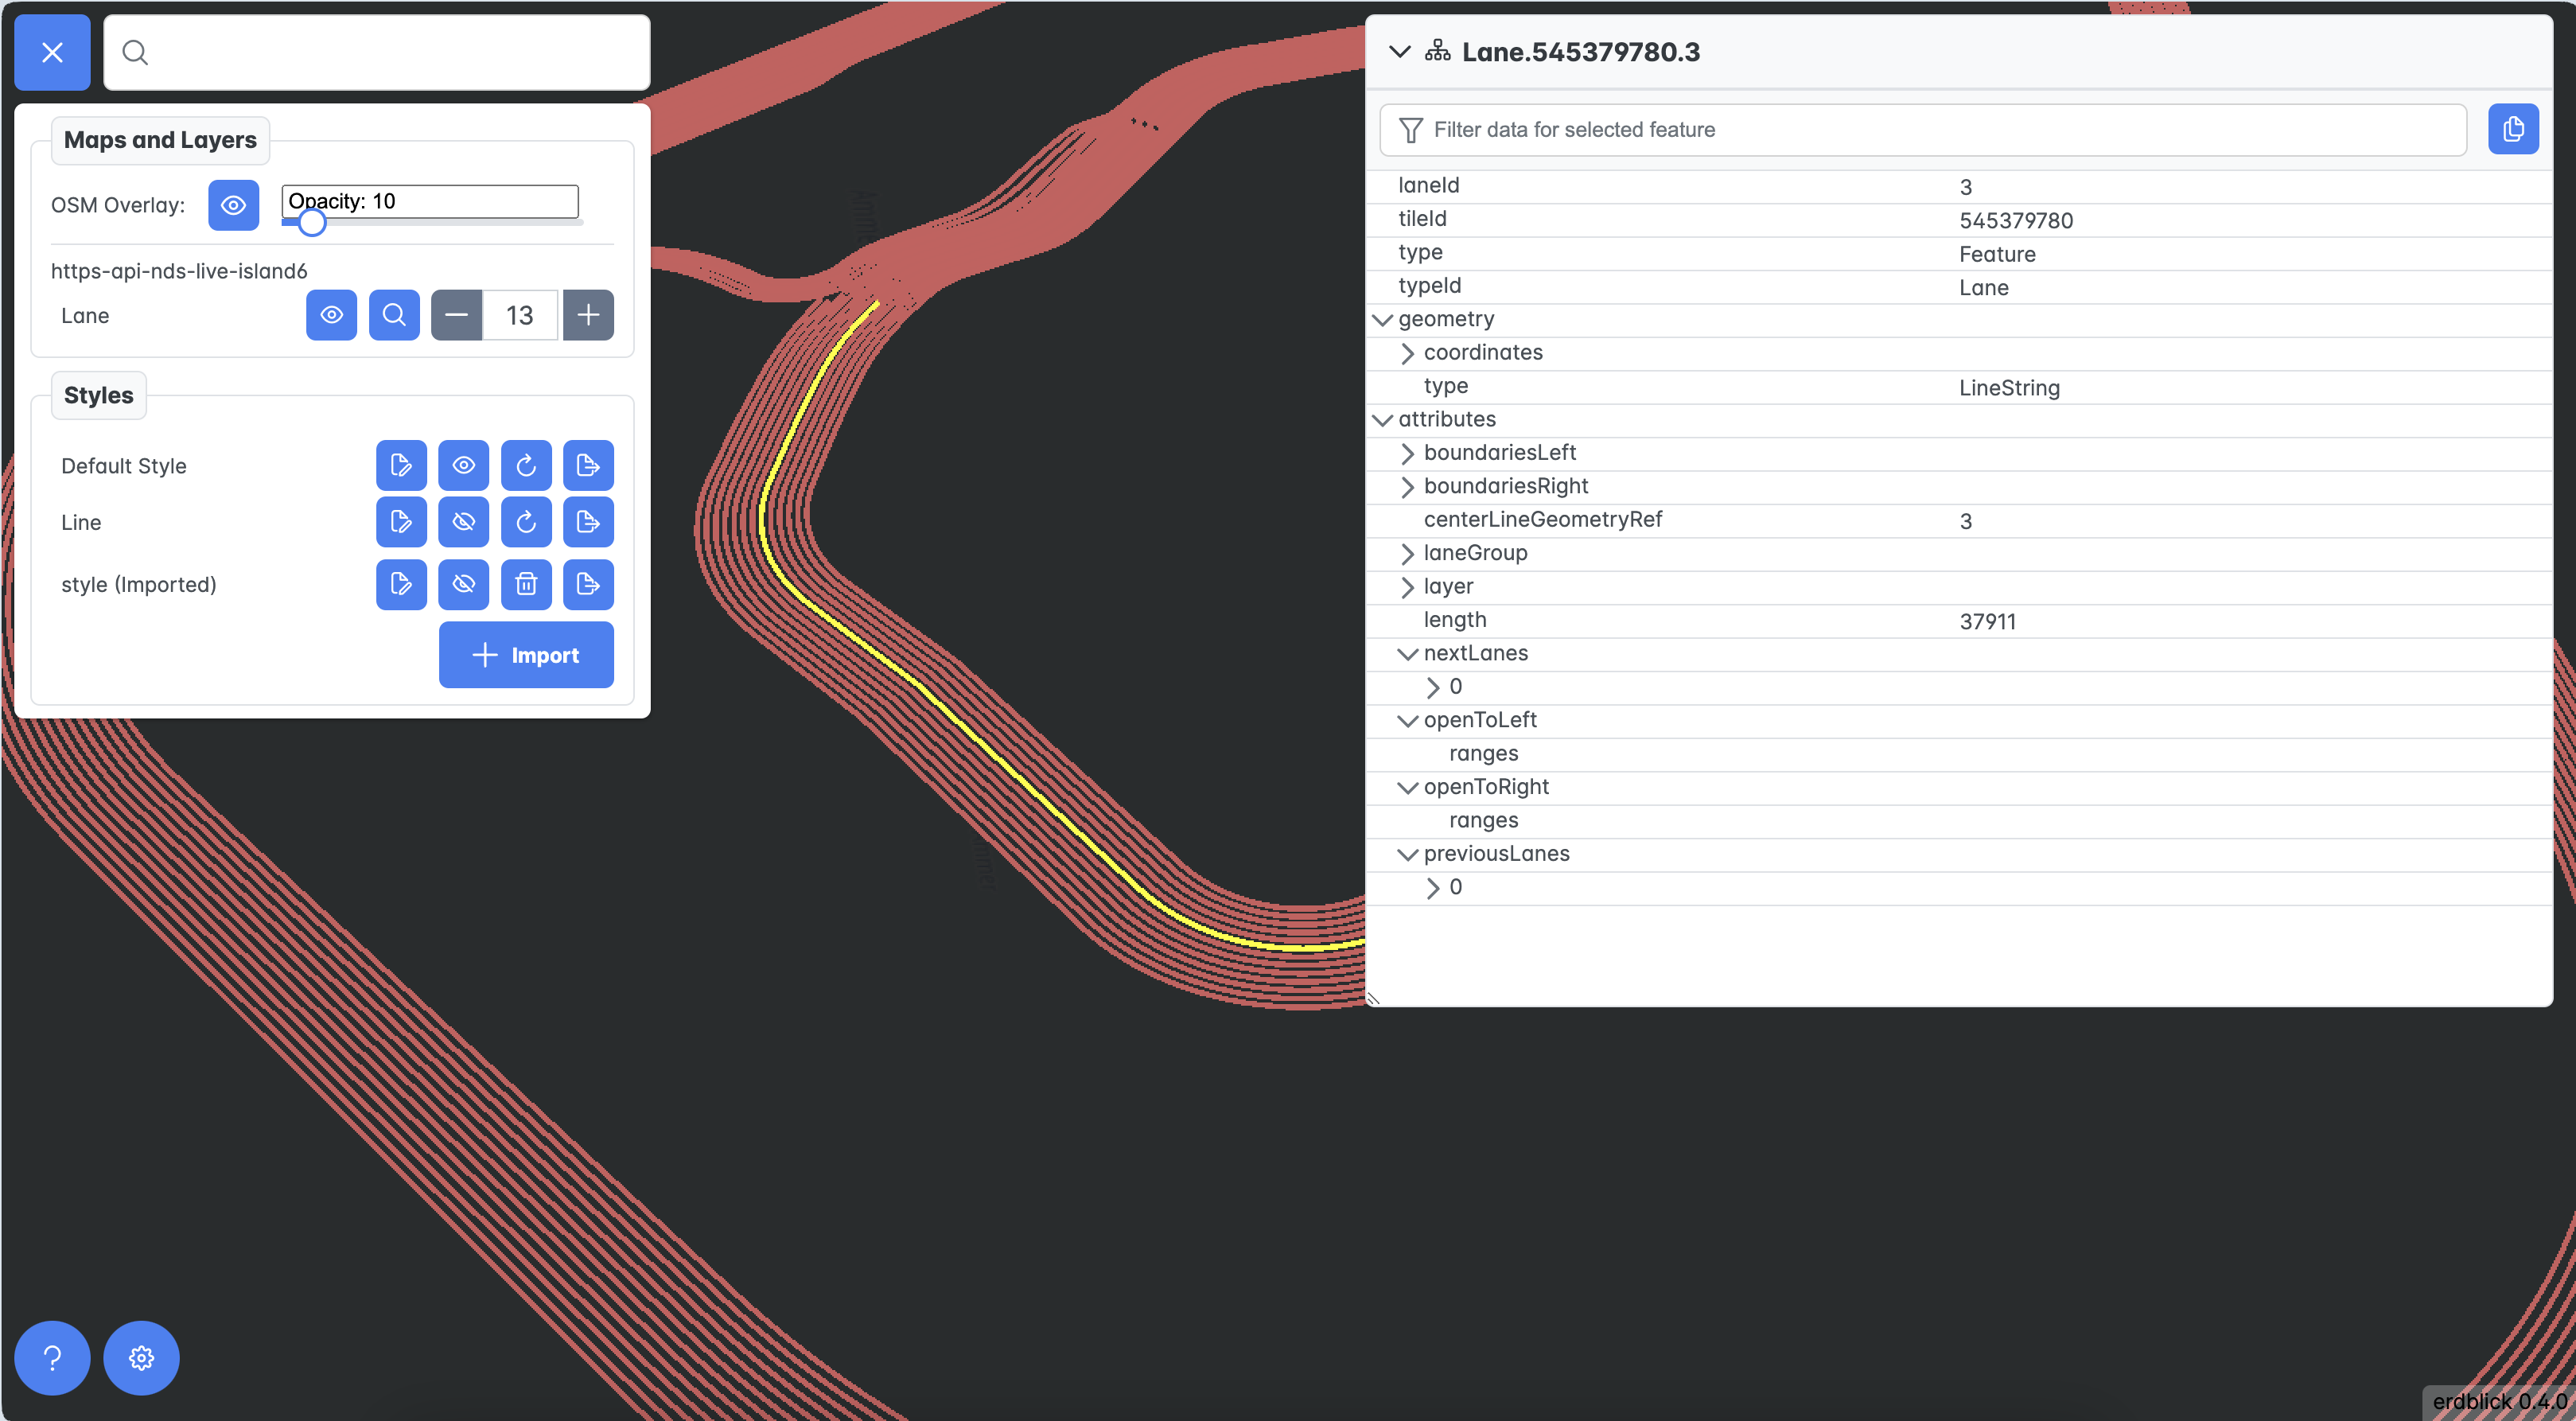 Maps and Layers
OSM Overlay:
Opacity: 10
https-api-nds-live-island6
Lane
13
Styles
Default Style
Line
style (Imported)
Import
Lane.545379780.3
Filter data for selected feature
laneId 3
tileId 545379780
type Feature
typeId Lane
geometry
coordinates
type LineString
attributes
boundariesLeft
boundariesRight
centerLineGeometryRef 3
laneGroup
layer
length 37911
nextLanes
0
openToLeft
ranges
openToRight
ranges
previousLanes
0
?
erdblick 0.4.0